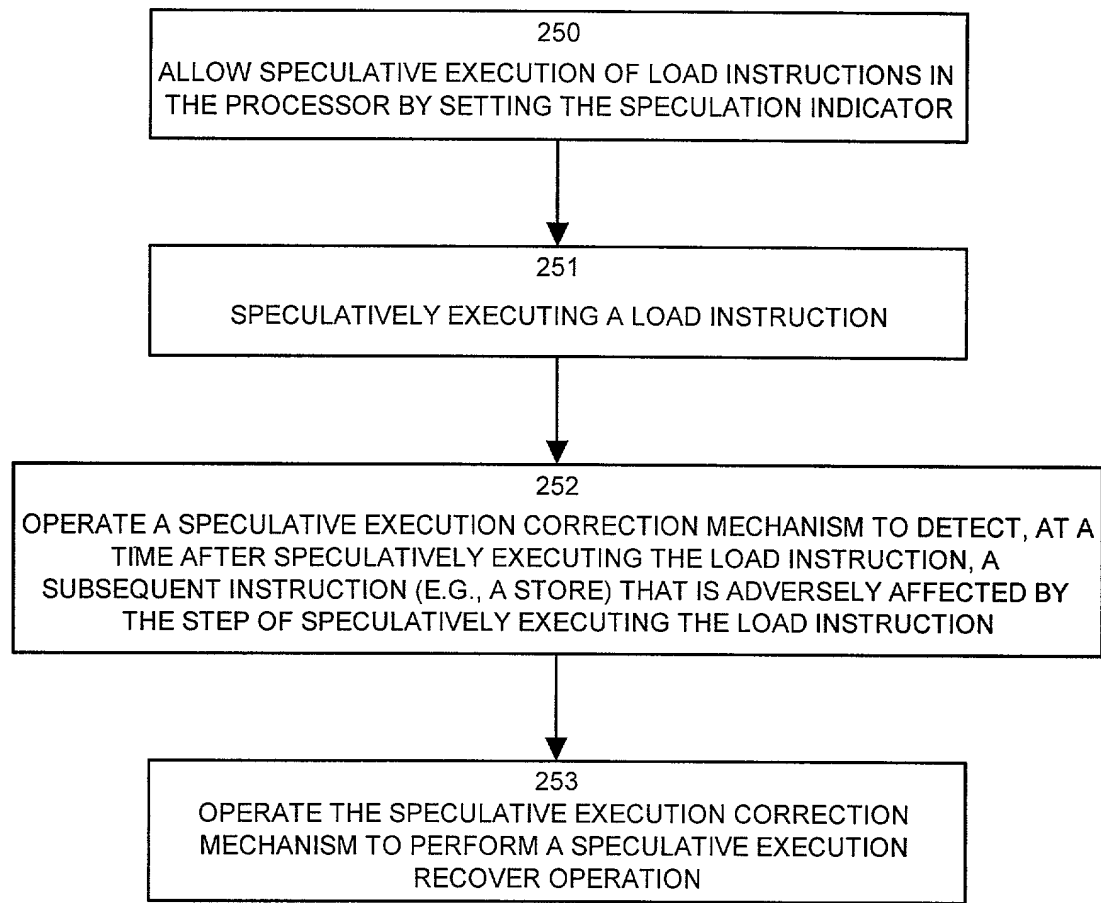 250
ALLOW SPECULATIVE EXECUTION OF LOAD INSTRUCTIONS IN
THE PROCESSOR BY SETTING THE SPECULATION INDICATOR
251
SPECULATIVELY EXECUTING A LOAD INSTRUCTION
252
OPERATE A SPECULATIVE EXECUTION CORRECTION MECHANISM TO DETECT, AT A
TIME AFTER SPECULATIVELY EXECUTING THE LOAD INSTRUCTION, A
SUBSEQUENT INSTRUCTION (E.G., A STORE) THAT IS ADVERSELY AFFECTED BY
THE STEP OF SPECULATIVELY EXECUTING THE LOAD INSTRUCTION
253
OPERATE THE SPECULATIVE EXECUTION CORRECTION
MECHANISM TO PERFORM A SPECULATIVE EXECUTION
RECOVER OPERATION